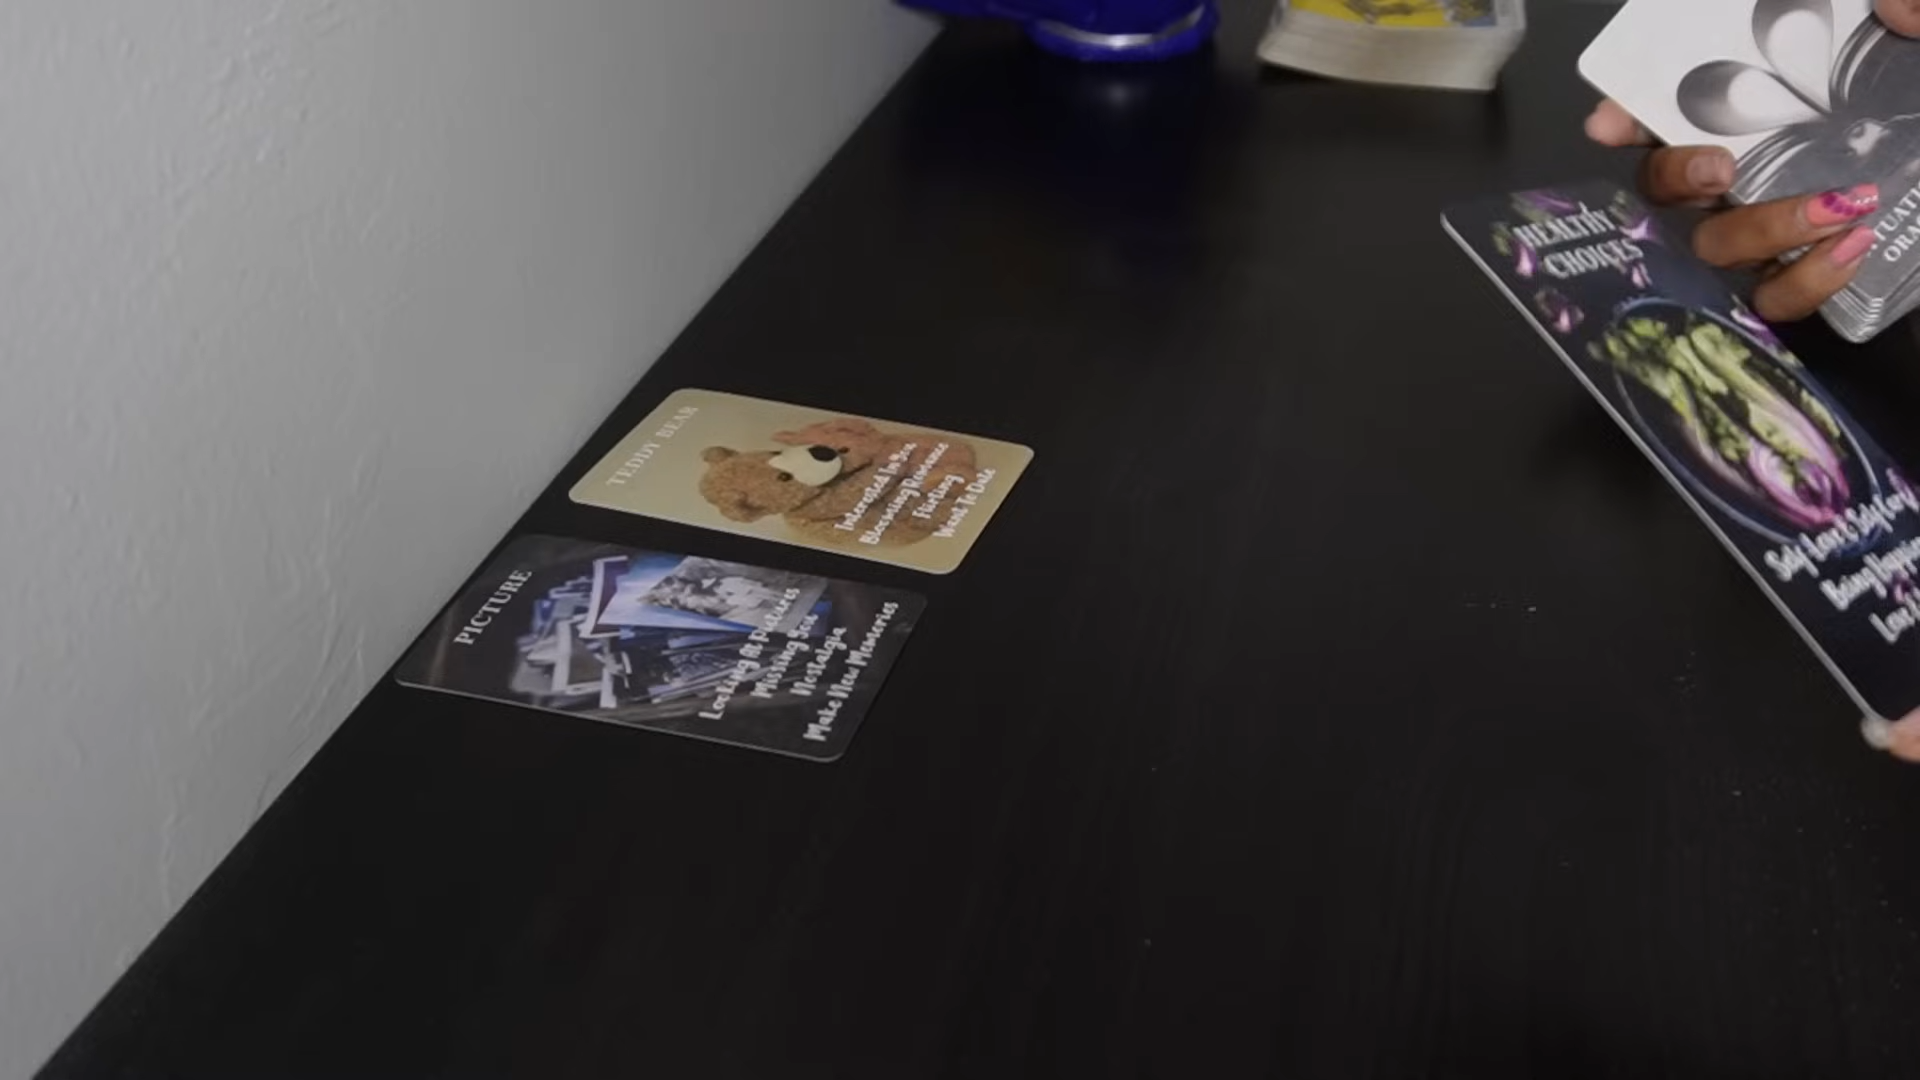 TEDDY BEAR
Interested In You
Blooming Romance
Flirting
Want To Date
PICTURE
Looking At Pictures
Missing You
Nostalgia
Make New Memories
HEALTHY
CHOICES
Self Love & Self Care
Being Happy